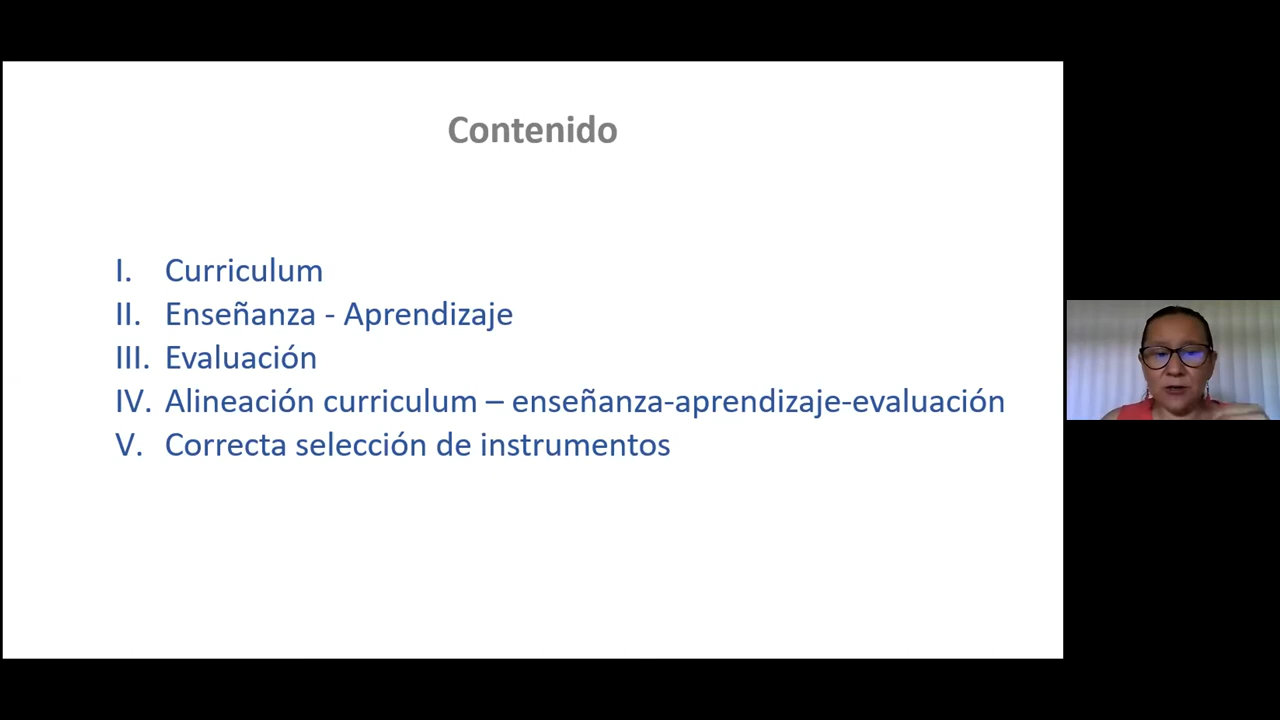 Contenido
I. Curriculum
II. Enseñanza - Aprendizaje
III. Evaluación
IV. Alineación curriculum – enseñanza-aprendizaje-evaluación
V. Correcta selección de instrumentos